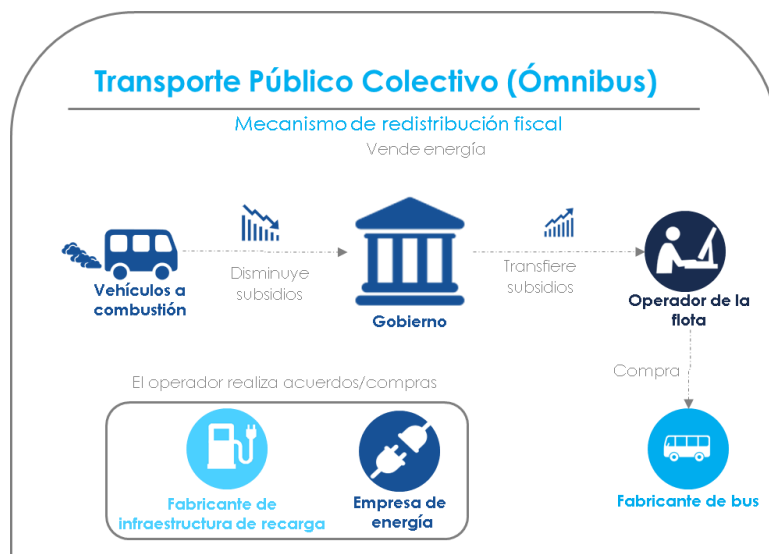 Transporte Público Colectivo (Ómnibus)
Mecanismo de redistribución fiscal
Vende energía
Disminuye
subsidios
Transfiere
subsidios
Vehículos a
combustión
Gobierno
Operador de la
flota
Compra
El operador realiza acuerdos/compras
Fabricante de
infraestructura de recarga
Empresa de
energía
Fabricante de bus